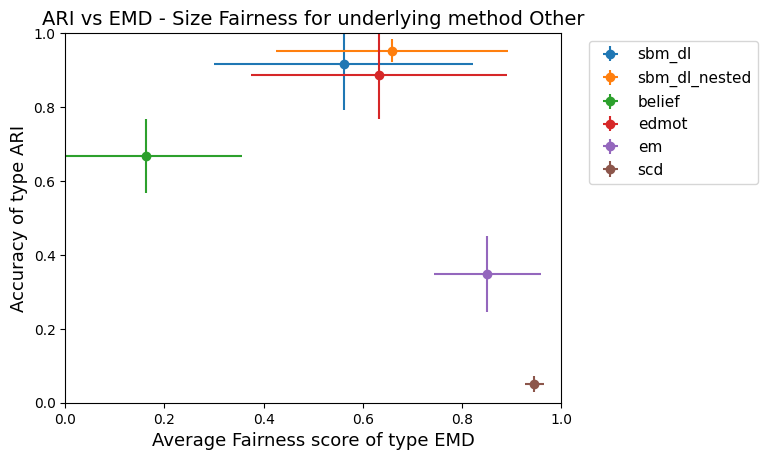 ARI vs EMD - Size Fairness for underlying method Other
1.0
0.8
0.6
0.4
0.2
0.0
Accuracy of type ARI
0.0 0.2 0.4 0.6 0.8 1.0
Average Fairness score of type EMD
sbm_dl
sbm_dl_nested
belief
edmot
em
scd